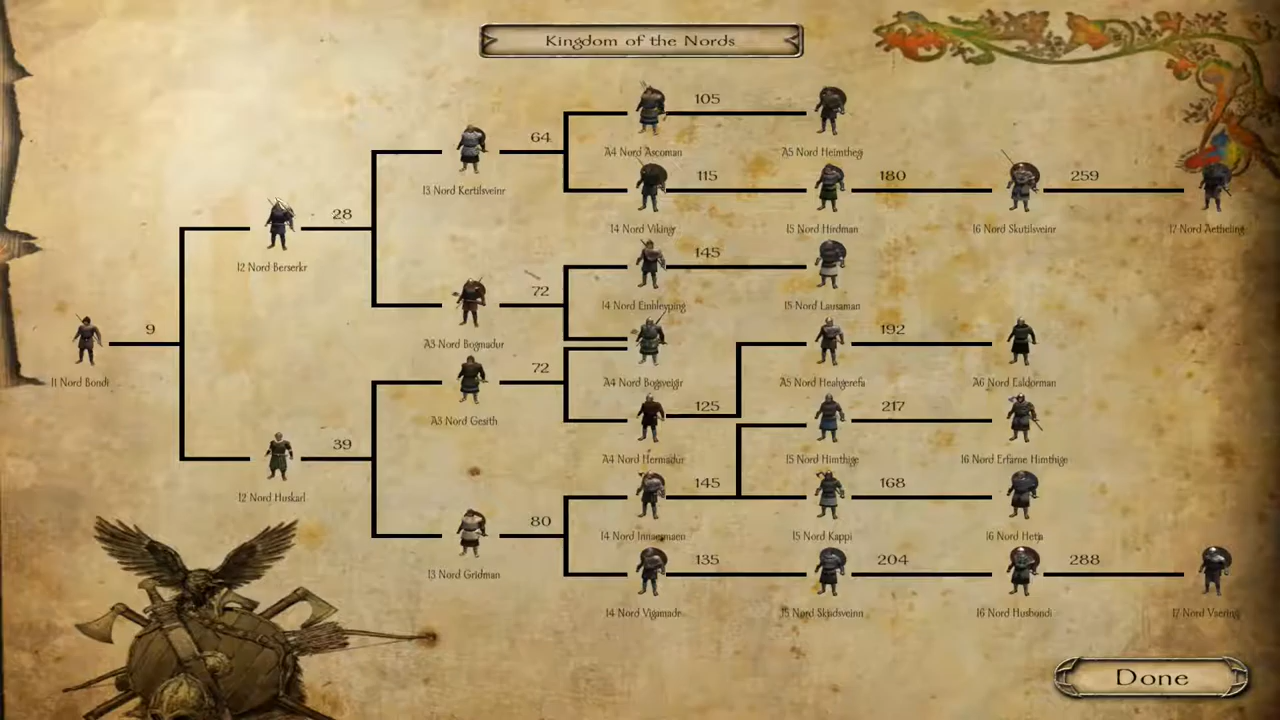 Kingdom of the Nords
105
64
A4 Nord Ascoman
A5 Nord Heimthegi
115
180
259
I3 Nord Kertilsveinr
28
I4 Nord Vikingr
I5 Nord Hirdman
I6 Nord Skutilsveinr
I7 Nord Aetheling
145
I2 Nord Berserkr
72
I4 Nord Einhleyping
I5 Nord Lausaman
9
192
A3 Nord Bogmadur
72
I1 Nord Bondi
A4 Nord Bogsveigir
A5 Nord Heahgerefa
A6 Nord Ealdorman
125
217
A3 Nord Gesith
39
A4 Nord Hermadur
I5 Nord Himthige
I6 Nord Erfarne Himthige
145
168
I2 Nord Huskarl
80
I4 Nord Innaesmaen
I5 Nord Kappi
I6 Nord Hetja
135
204
288
I3 Nord Gridman
I4 Nord Vigamadr
I5 Nord Skjadsveinn
I6 Nord Husbondi
I7 Nord Vaering
Done